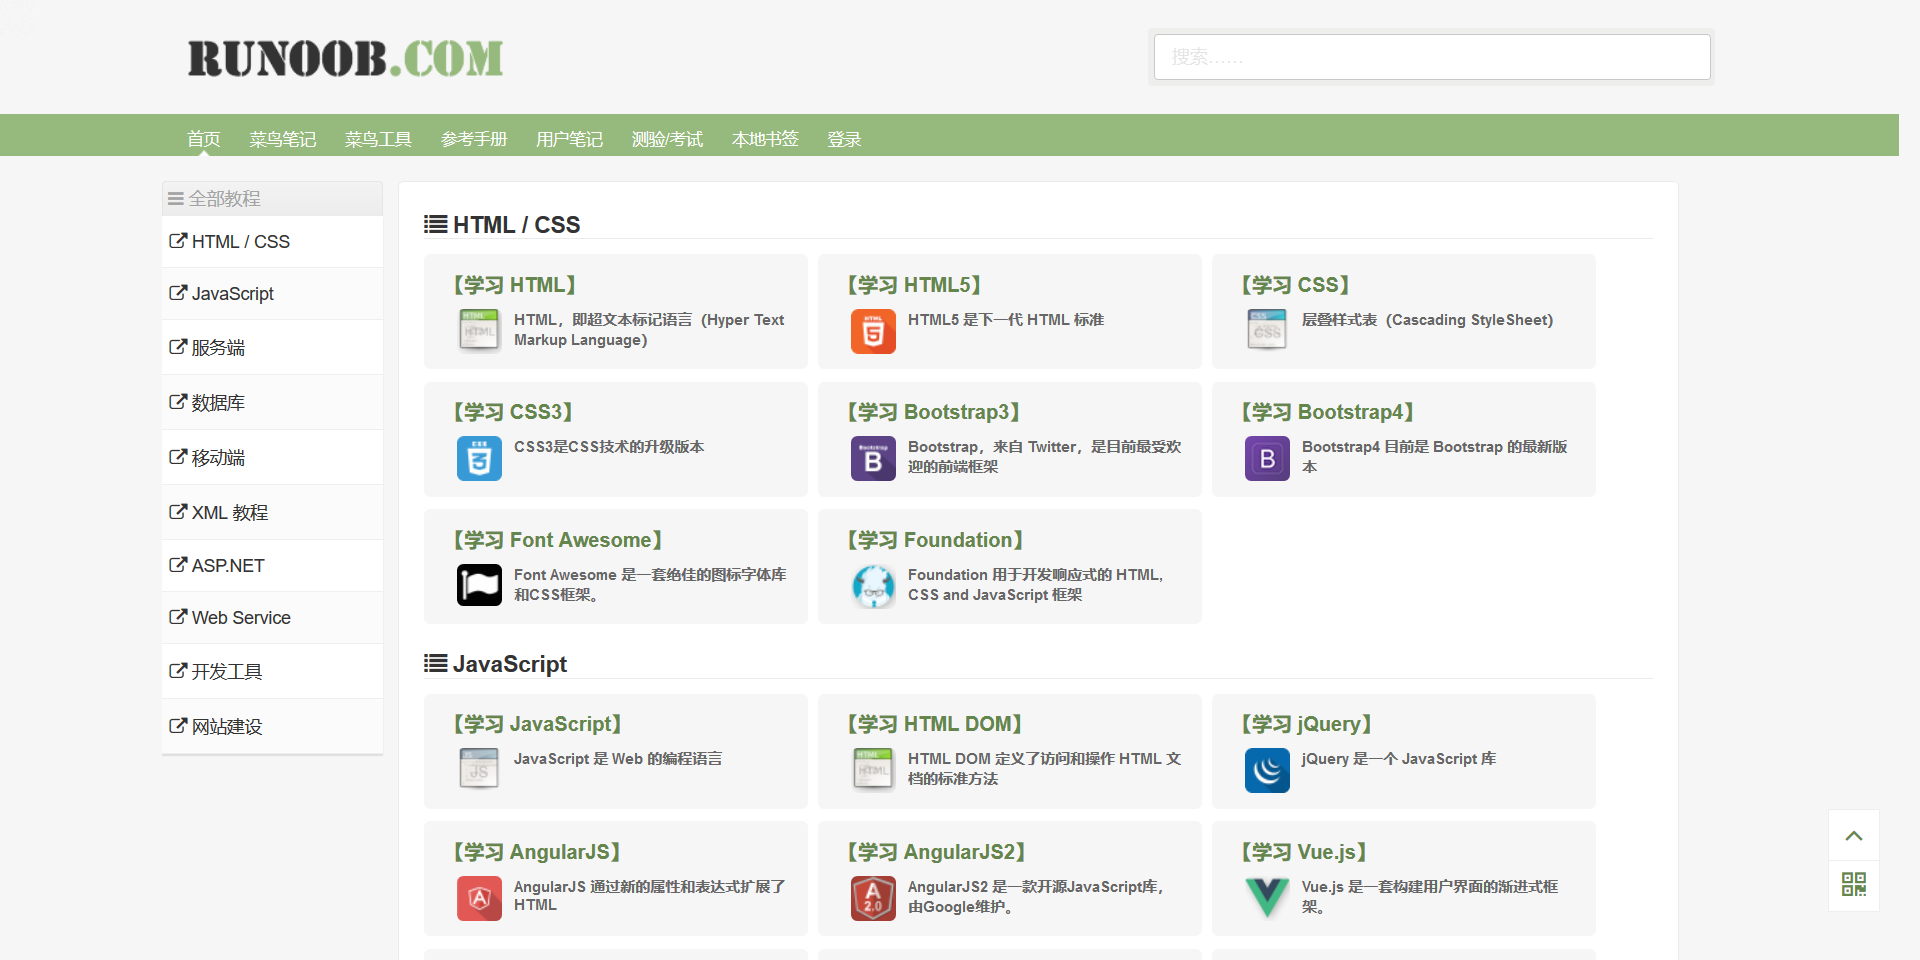 RUNOOB.COM
搜索……
首页 菜鸟笔记 菜鸟工具 参考手册 用户笔记 测验/考试 本地书签 登录
全部教程
HTML / CSS
JavaScript
服务端
数据库
移动端
XML 教程
ASP.NET
Web Service
开发工具
网站建设
HTML / CSS
【学习 HTML】
HTML
HTML
HTML，即超文本标记语言（Hyper Text
Markup Language）
【学习 HTML5】
HTML
5
HTML5 是下一代 HTML 标准
【学习 CSS】
CSS
CSS
层叠样式表（Cascading StyleSheet）
【学习 CSS3】
CSS
3
CSS3是CSS技术的升级版本
【学习 Bootstrap3】
Bootstrap
B
Bootstrap，来自 Twitter，是目前最受欢
迎的前端框架
【学习 Bootstrap4】
B
Bootstrap4 目前是 Bootstrap 的最新版
本
【学习 Font Awesome】
Font Awesome 是一套绝佳的图标字体库
和CSS框架。
【学习 Foundation】
Foundation 用于开发响应式的 HTML,
CSS and JavaScript 框架
JavaScript
【学习 JavaScript】
JS
JS
JavaScript 是 Web 的编程语言
【学习 HTML DOM】
HTML
HTML
HTML DOM 定义了访问和操作 HTML 文
档的标准方法
【学习 jQuery】
jQuery 是一个 JavaScript 库
【学习 AngularJS】
A
AngularJS 通过新的属性和表达式扩展了
HTML
【学习 AngularJS2】
A
2.0
AngularJS2 是一款开源JavaScript库，
由Google维护。
【学习 Vue.js】
Vue.js 是一套构建用户界面的渐进式框
架。